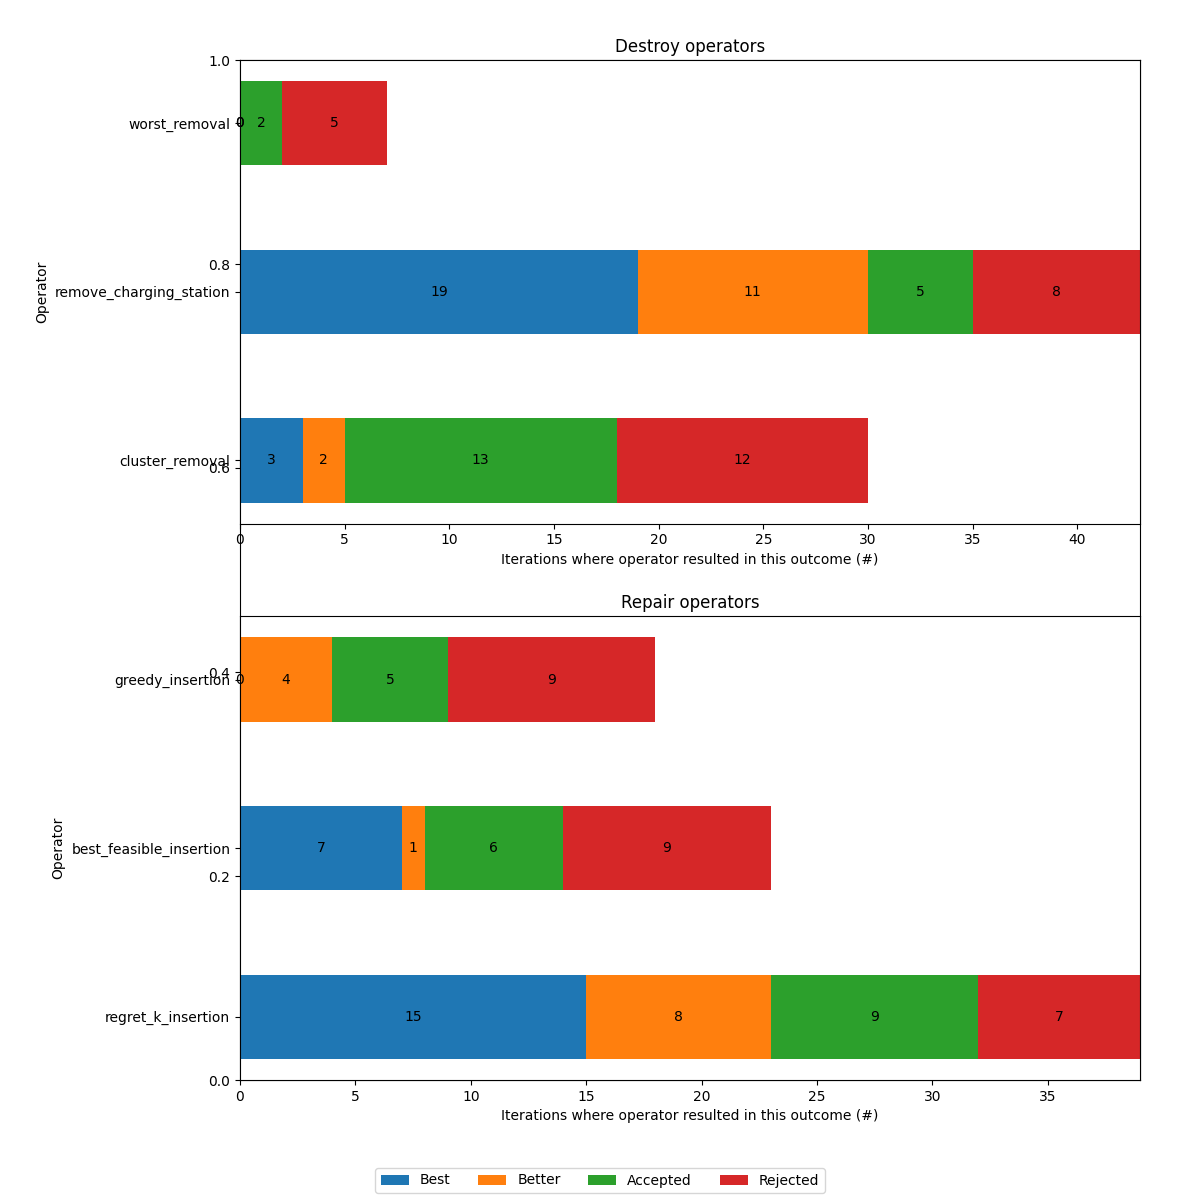 Destroy operators
1.0
worst_removal 0 0 2 5
Operator
0.8
remove_charging_station 19 11 5 8
cluster_removal 3 2 13 12
0.6
0 5 10 15 20 25 30 35 40
Iterations where operator resulted in this outcome (#)
Repair operators
0.4
greedy_insertion 0 4 5 9
Operator
best_feasible_insertion 7 1 6 9
0.2
regret_k_insertion 15 8 9 7
0.0
0 5 10 15 20 25 30 35
Iterations where operator resulted in this outcome (#)
Best Better Accepted Rejected